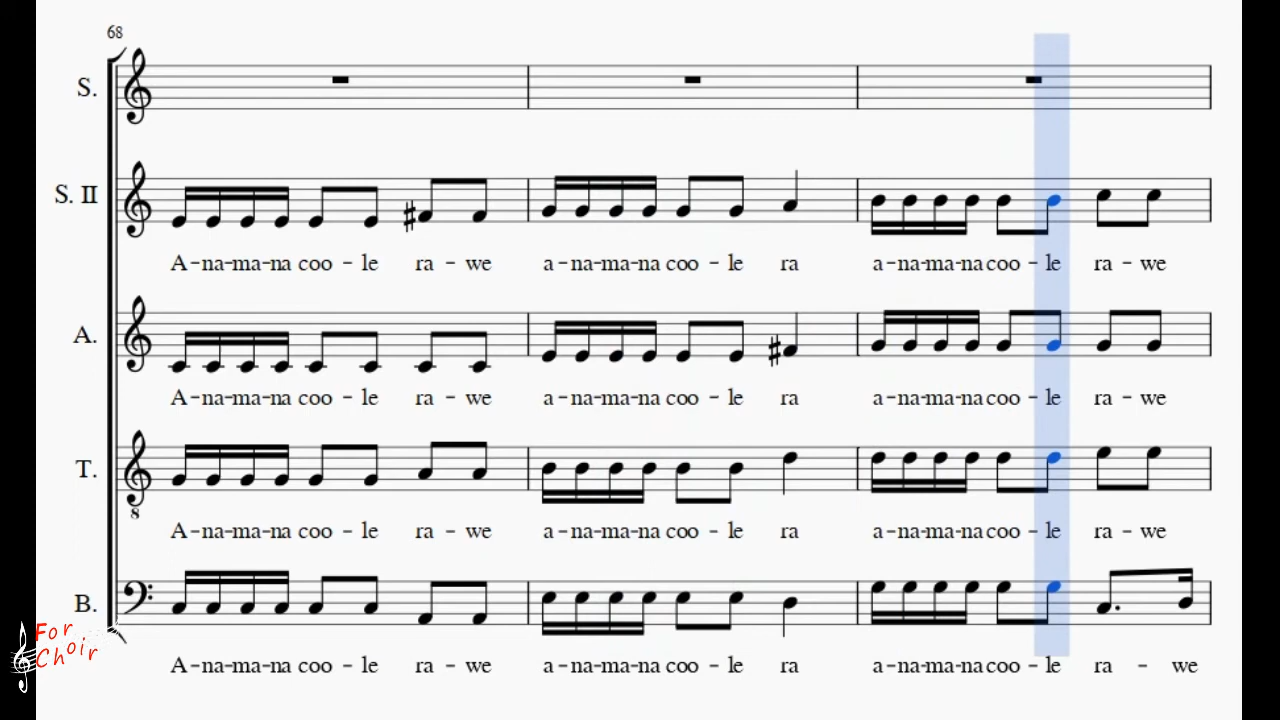 68
S.
S. II
A-na-ma-na coo - le ra - we a-na-ma-na coo - le ra a-na-ma-na coo - le ra - we
A.
A-na-ma-na coo - le ra - we a-na-ma-na coo - le ra a-na-ma-na coo - le ra - we
T.
8
A-na-ma-na coo - le ra - we a-na-ma-na coo - le ra a-na-ma-na coo - le ra - we
B.
A-na-ma-na coo - le ra - we a-na-ma-na coo - le ra a-na-ma-na coo - le ra - we
For
Choir